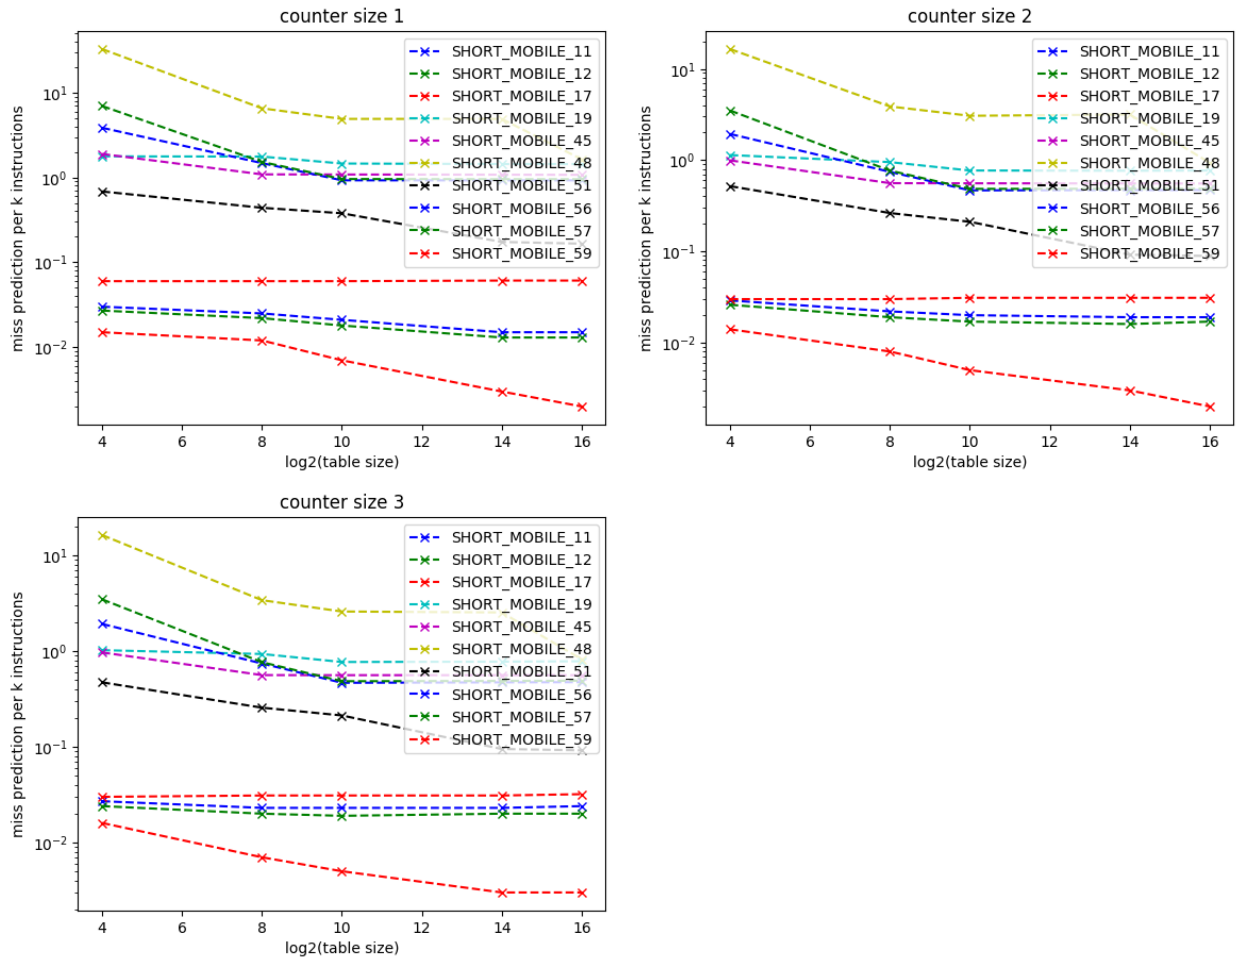 counter size 1
miss prediction per k instructions
10^1
10^0
10^-1
10^-2
SHORT_MOBILE_11
SHORT_MOBILE_12
SHORT_MOBILE_17
SHORT_MOBILE_19
SHORT_MOBILE_45
SHORT_MOBILE_48
SHORT_MOBILE_51
SHORT_MOBILE_56
SHORT_MOBILE_57
SHORT_MOBILE_59
4 6 8 10 12 14 16
log2(table size)
counter size 2
miss prediction per k instructions
10^1
10^0
10^-1
10^-2
SHORT_MOBILE_11
SHORT_MOBILE_12
SHORT_MOBILE_17
SHORT_MOBILE_19
SHORT_MOBILE_45
SHORT_MOBILE_48
SHORT_MOBILE_51
SHORT_MOBILE_56
SHORT_MOBILE_57
SHORT_MOBILE_59
4 6 8 10 12 14 16
log2(table size)
counter size 3
miss prediction per k instructions
10^1
10^0
10^-1
10^-2
SHORT_MOBILE_11
SHORT_MOBILE_12
SHORT_MOBILE_17
SHORT_MOBILE_19
SHORT_MOBILE_45
SHORT_MOBILE_48
SHORT_MOBILE_51
SHORT_MOBILE_56
SHORT_MOBILE_57
SHORT_MOBILE_59
4 6 8 10 12 14 16
log2(table size)